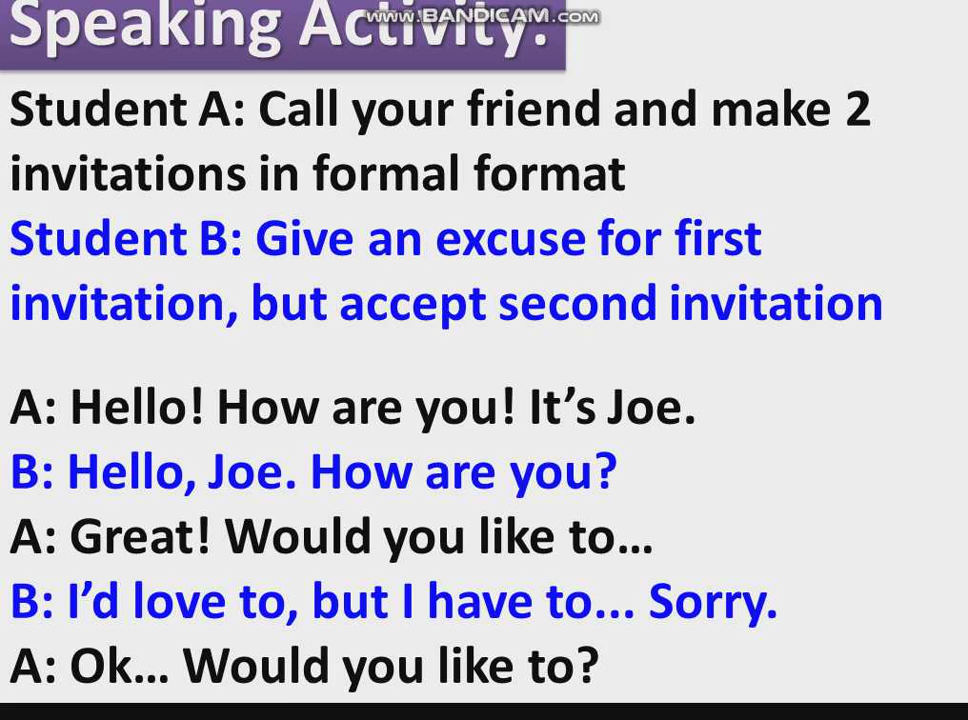 www.BANDICAM.com
Speaking Activity:
Student A: Call your friend and make 2
invitations in formal format
Student B: Give an excuse for first
invitation, but accept second invitation
A: Hello! How are you! It’s Joe.
B: Hello, Joe. How are you?
A: Great! Would you like to…
B: I’d love to, but I have to... Sorry.
A: Ok… Would you like to?